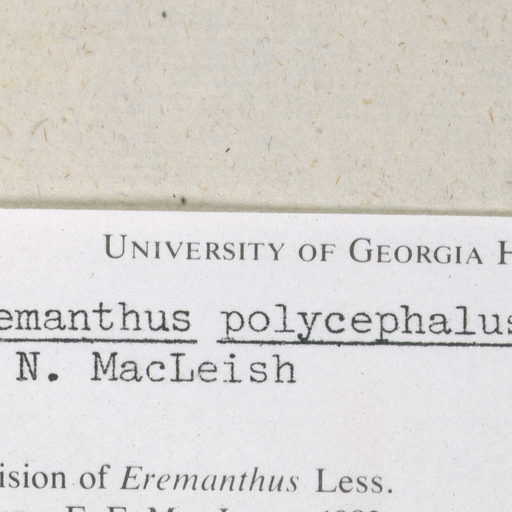 UNIVERSITY OF GEORGIA H
emanthus polycephalus
N. MacLeish
ision of Eremanthus Less.